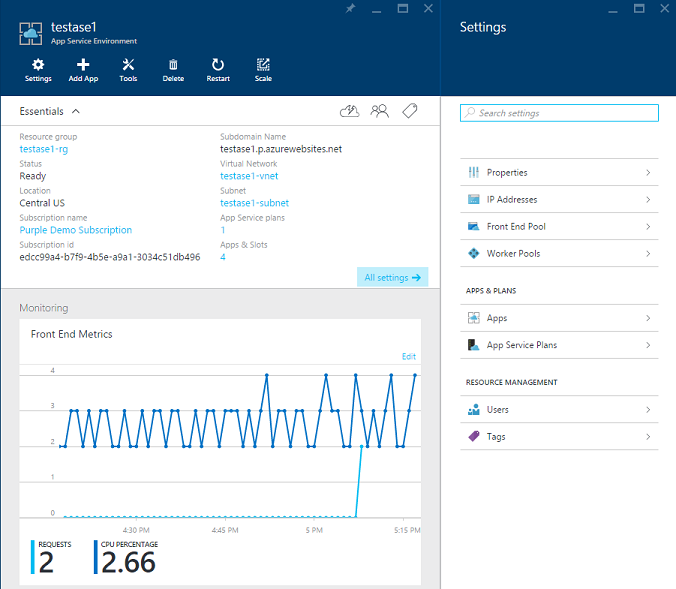 testase1
App Service Environment
Settings
Add App
Tools
Delete
Restart
Scale
Essentials
Resource group
testase1-rg
Status
Ready
Location
Central US
Subscription name
Purple Demo Subscription
Subscription id
edcc99a4-b7f9-4b5e-a9a1-3034c51db496
Subdomain Name
testase1.p.azurewebsites.net
Virtual Network
testase1-vnet
Subnet
testase1-subnet
App Service plans
1
Apps & Slots
4
All settings
Monitoring
Front End Metrics
Edit
4
3
2
1
0
4:30 PM
4:45 PM
5 PM
5:15 PM
REQUESTS
2
CPU PERCENTAGE
2.66
Settings
Search settings
Properties
IP Addresses
Front End Pool
Worker Pools
APPS & PLANS
Apps
App Service Plans
RESOURCE MANAGEMENT
Users
Tags